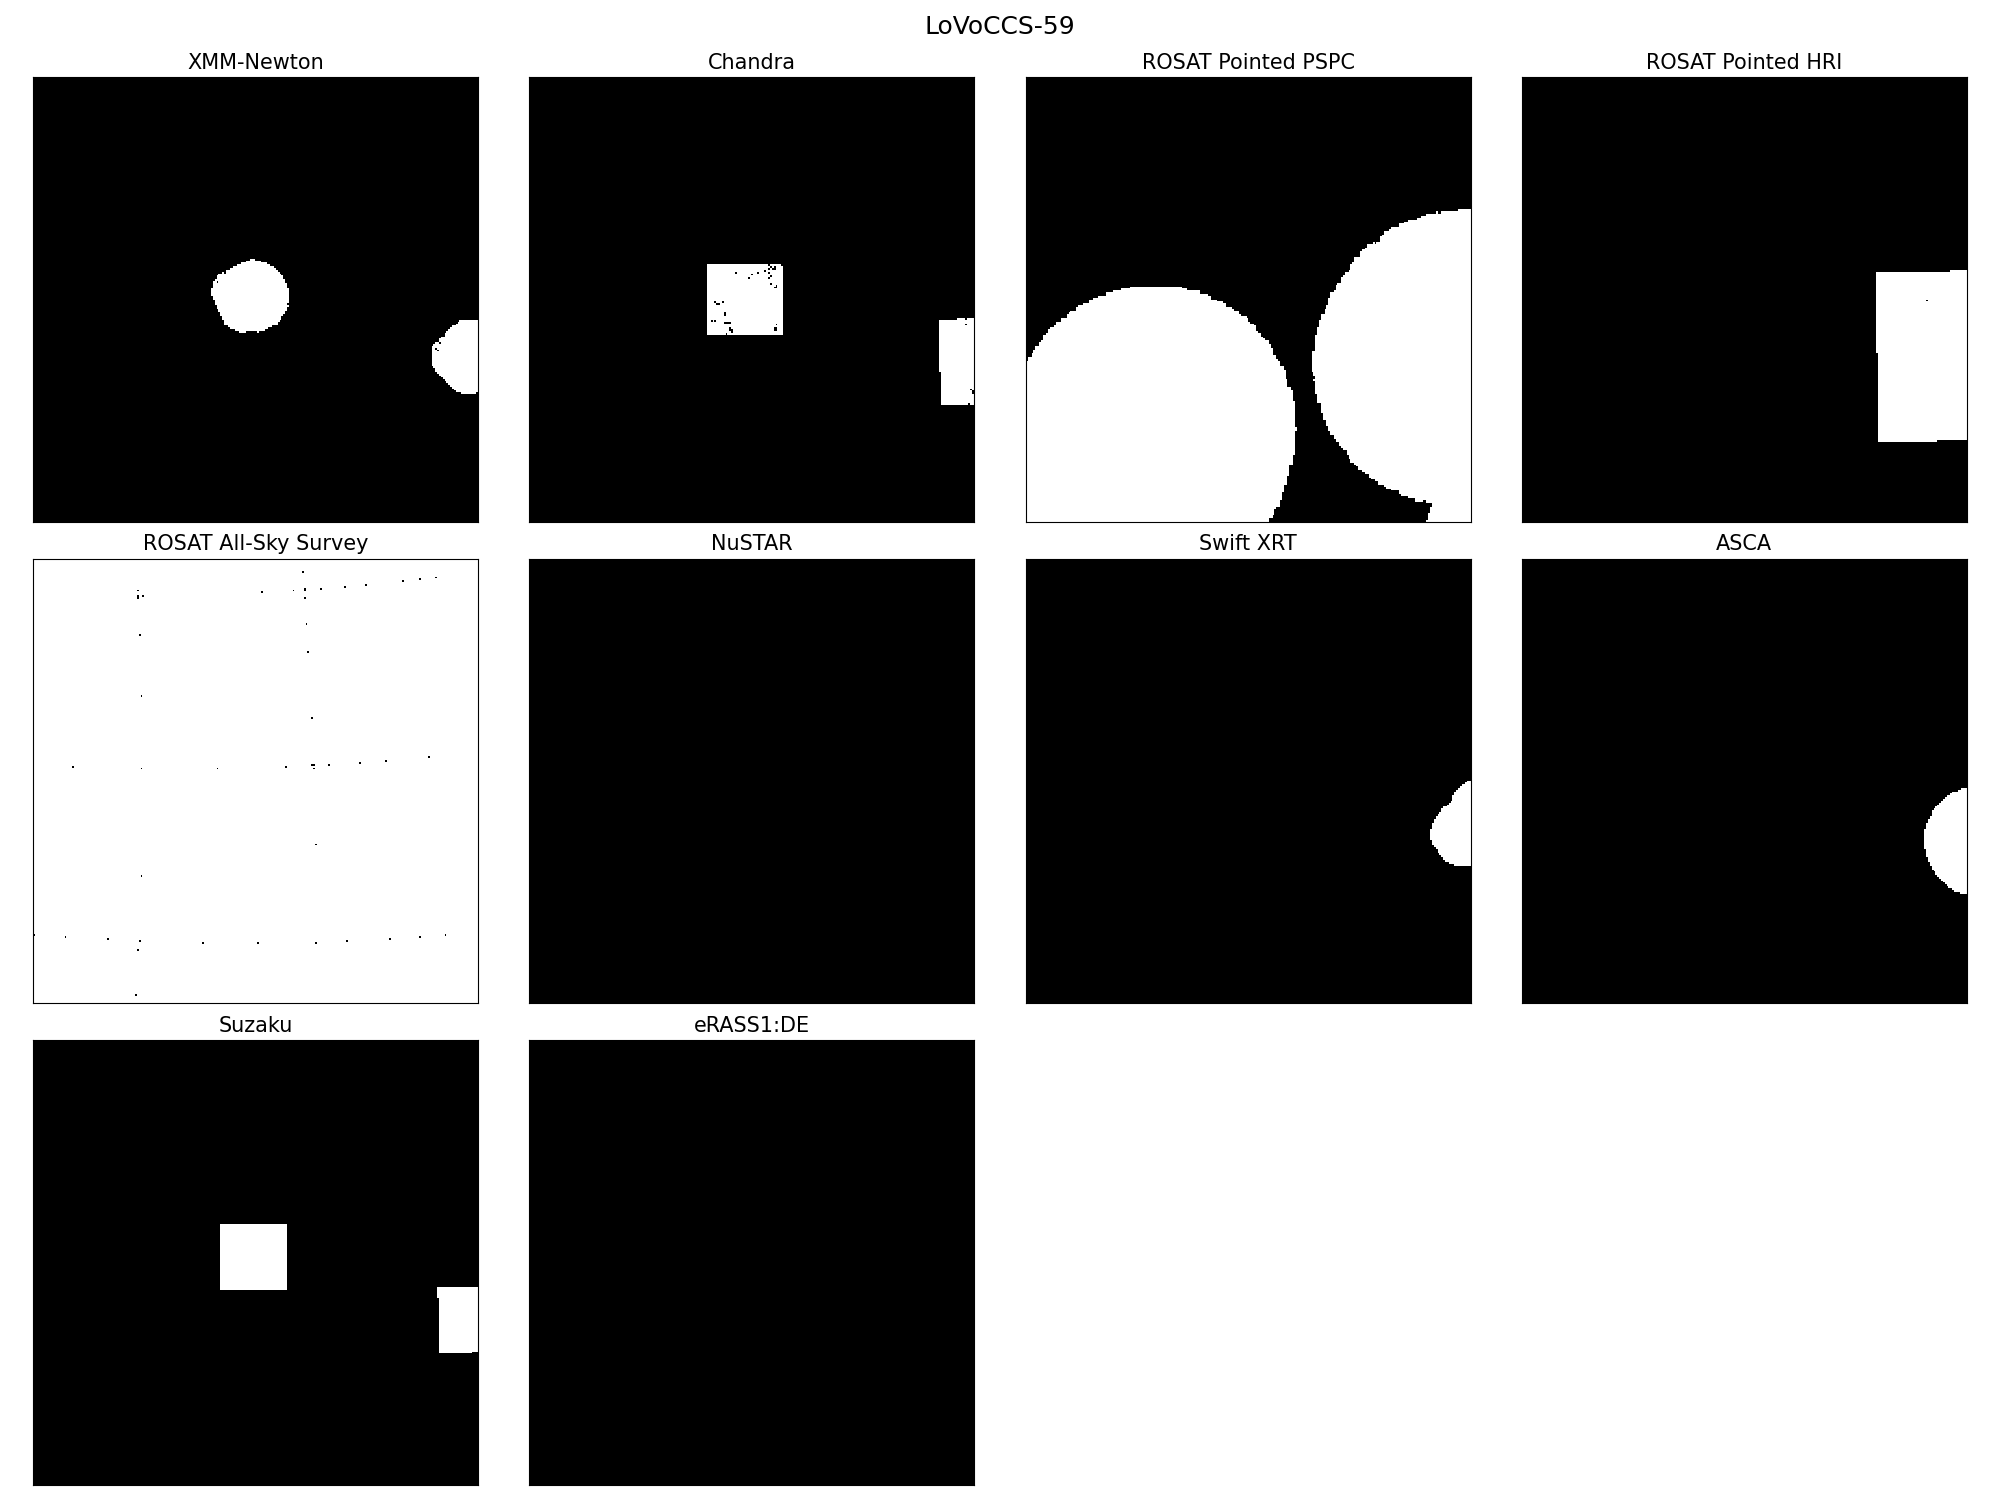 LoVoCCS-59
XMM-Newton
Chandra
ROSAT Pointed PSPC
ROSAT Pointed HRI
ROSAT All-Sky Survey
NuSTAR
Swift XRT
ASCA
Suzaku
eRASS1:DE